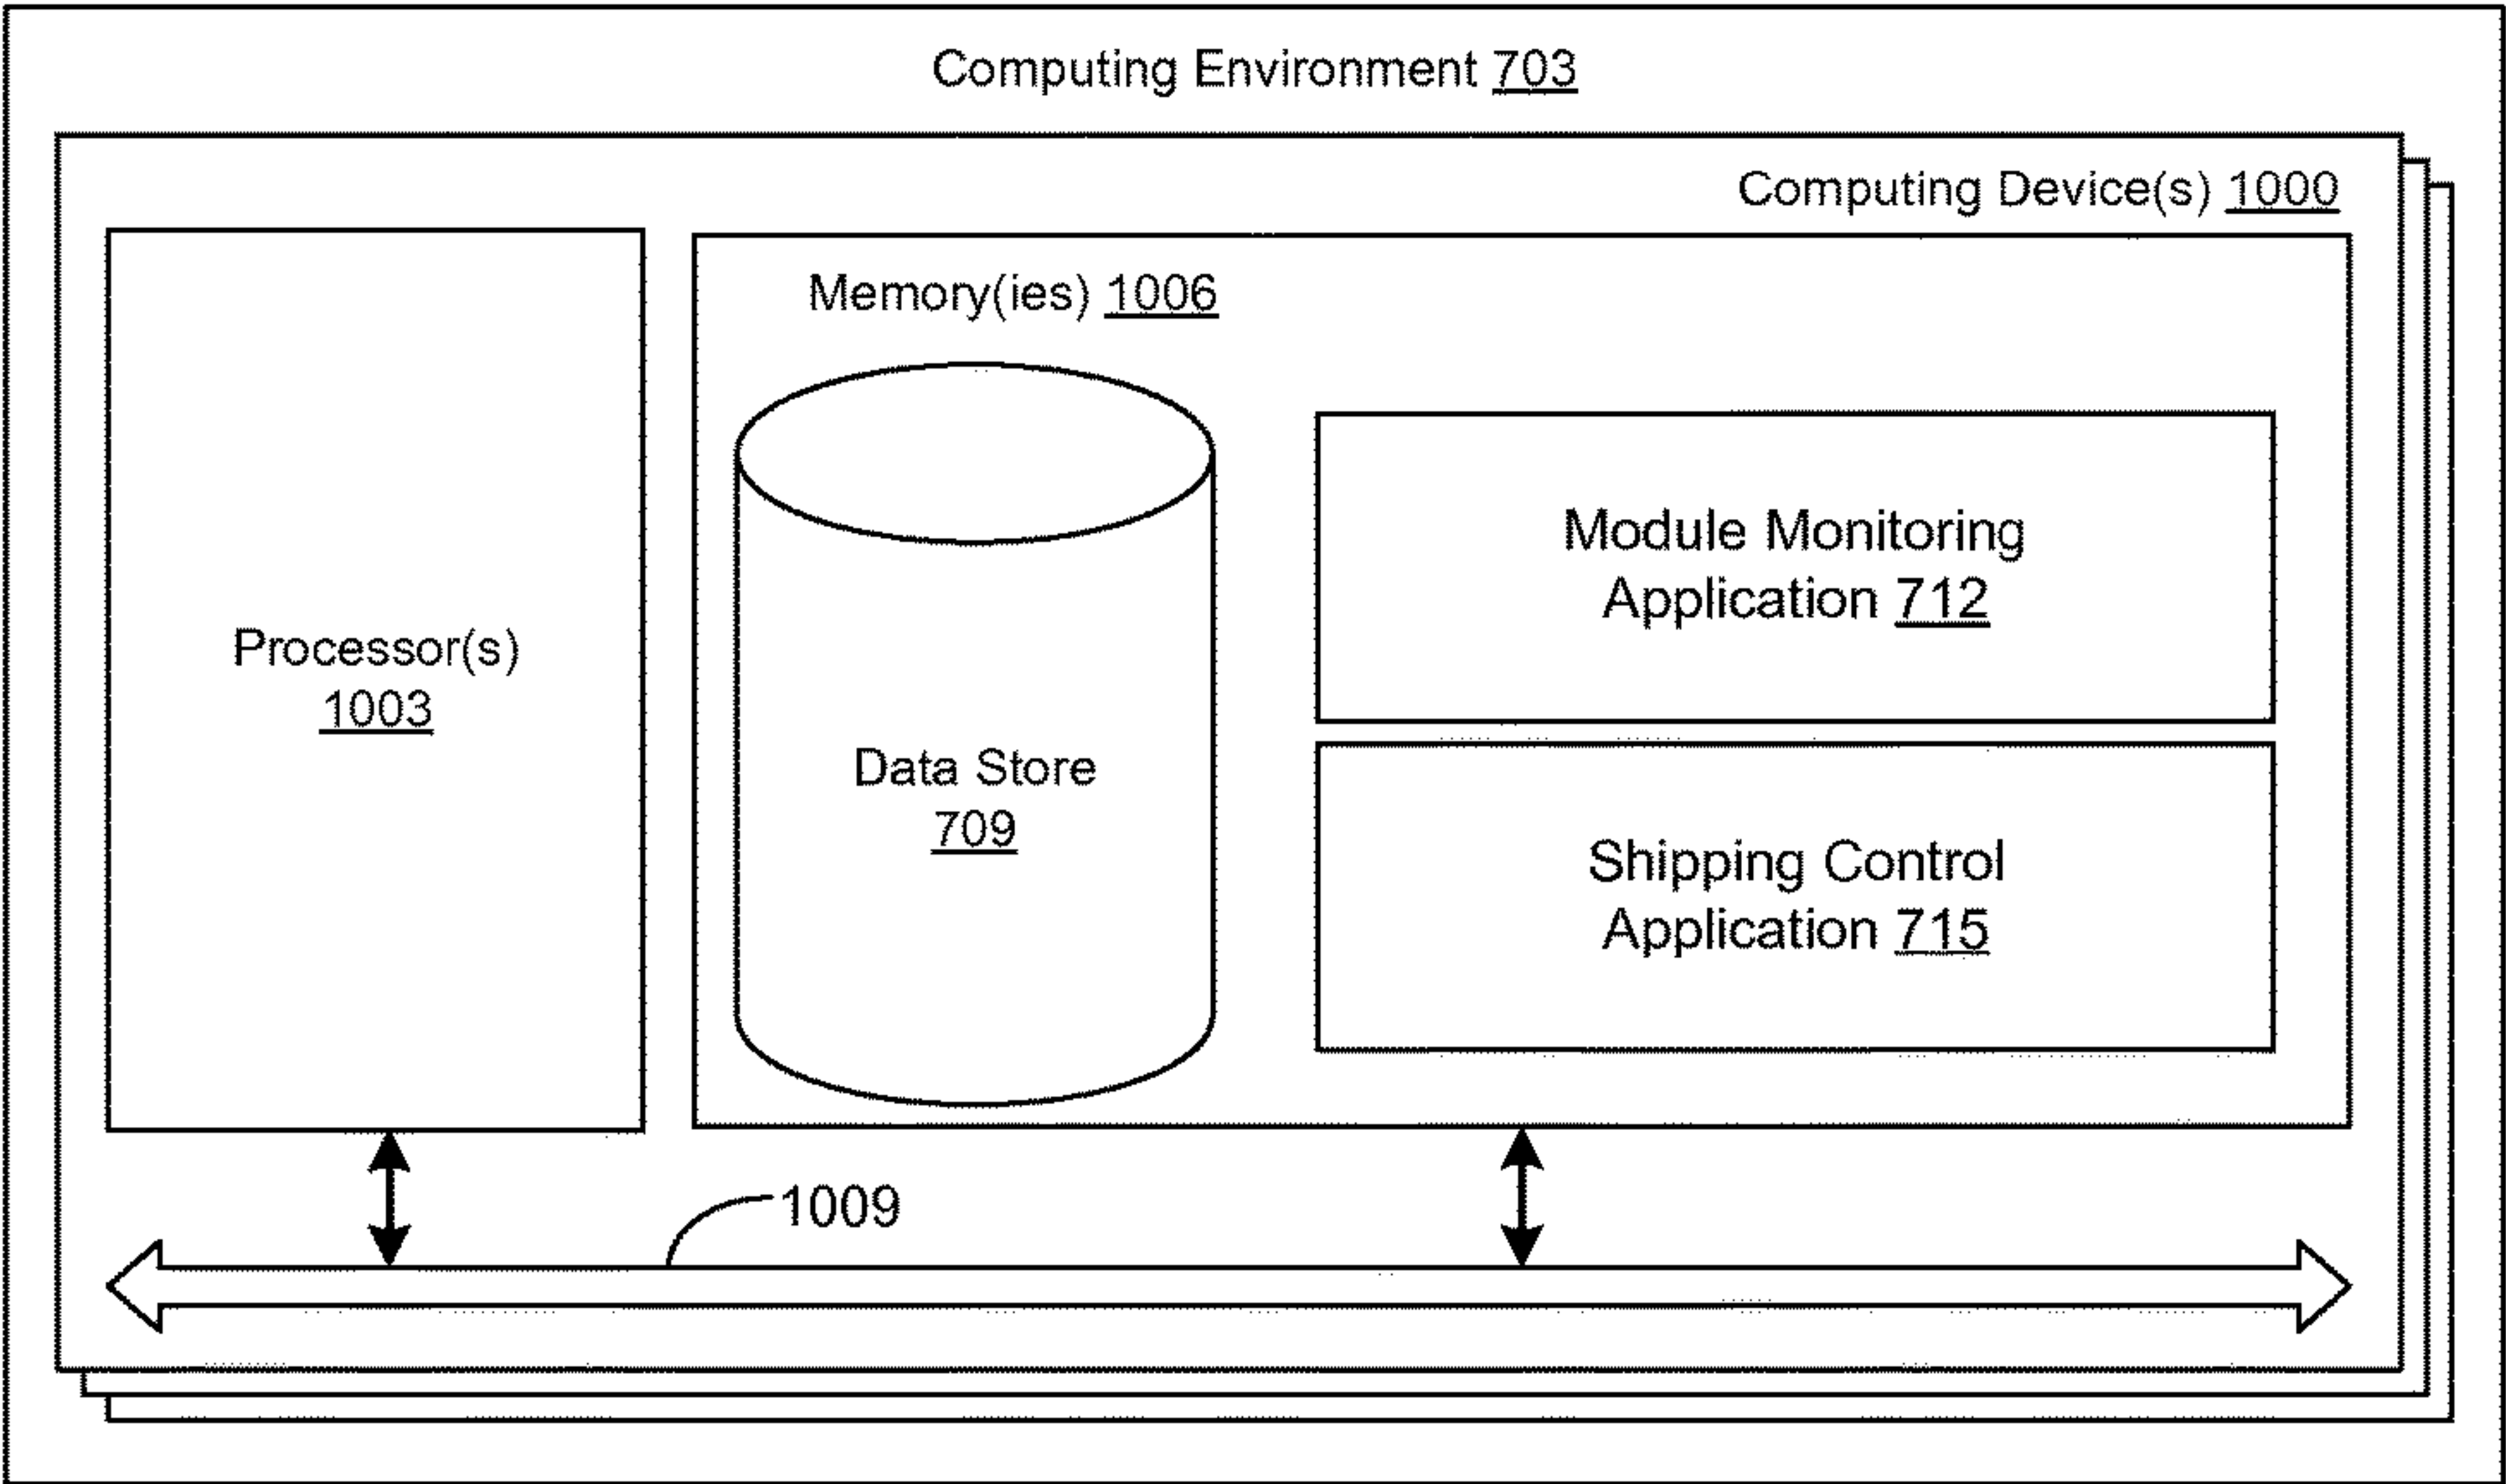 Computing Environment 703
Computing Device(s) 1000
Memory(ies) 1006
Processor(s)
1003
Data Store
709
Module Monitoring
Application 712
Shipping Control
Application 715
1009